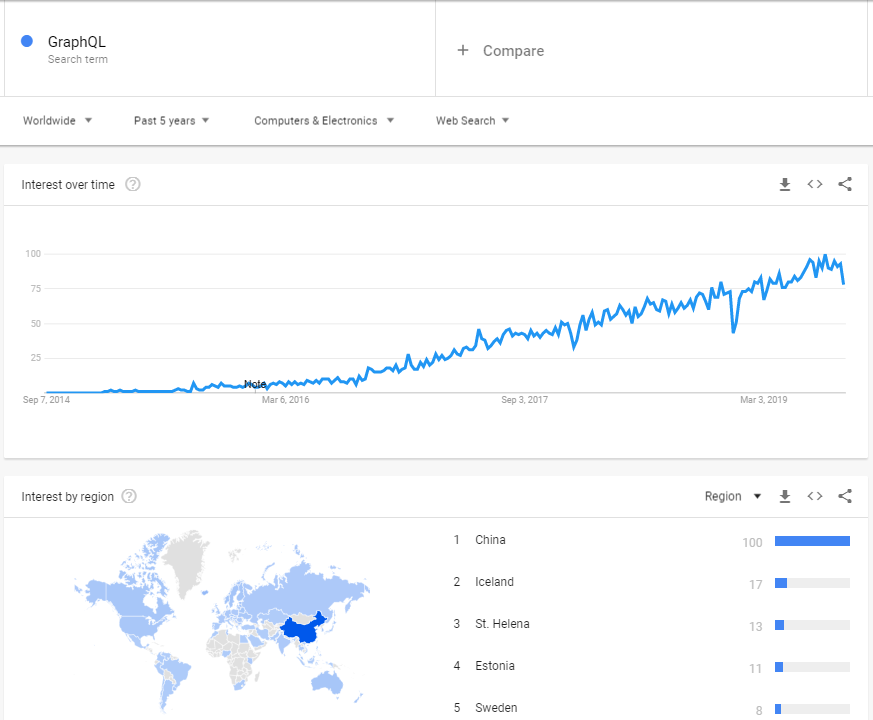 GraphQL
Search term
+ Compare
Worldwide Past 5 years Computers & Electronics Web Search
Interest over time ?
100
75
50
25
Note
Sep 7, 2014 Mar 6, 2016 Sep 3, 2017 Mar 3, 2019
Interest by region ? Region
1 China 100
2 Iceland 17
3 St. Helena 13
4 Estonia 11
5 Sweden 8